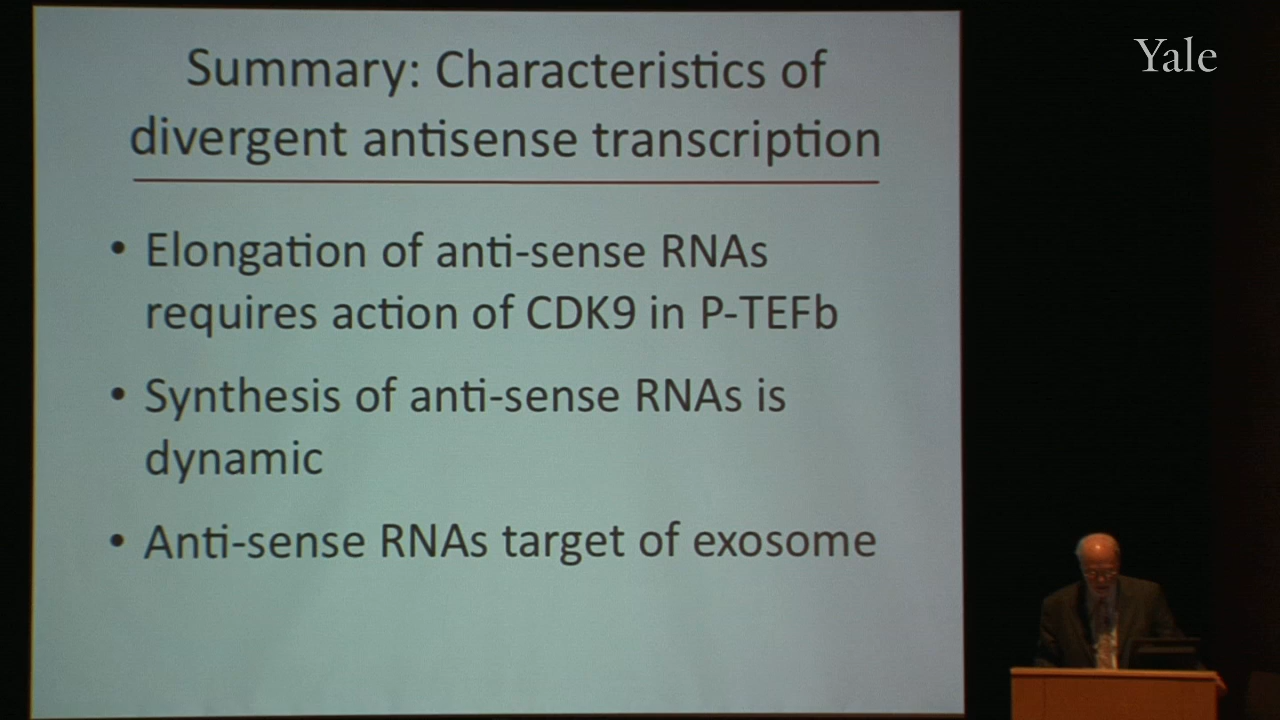 Yale
Summary: Characteristics of
divergent antisense transcription
• Elongation of anti-sense RNAs
requires action of CDK9 in P-TEFb
• Synthesis of anti-sense RNAs is
dynamic
• Anti-sense RNAs target of exosome